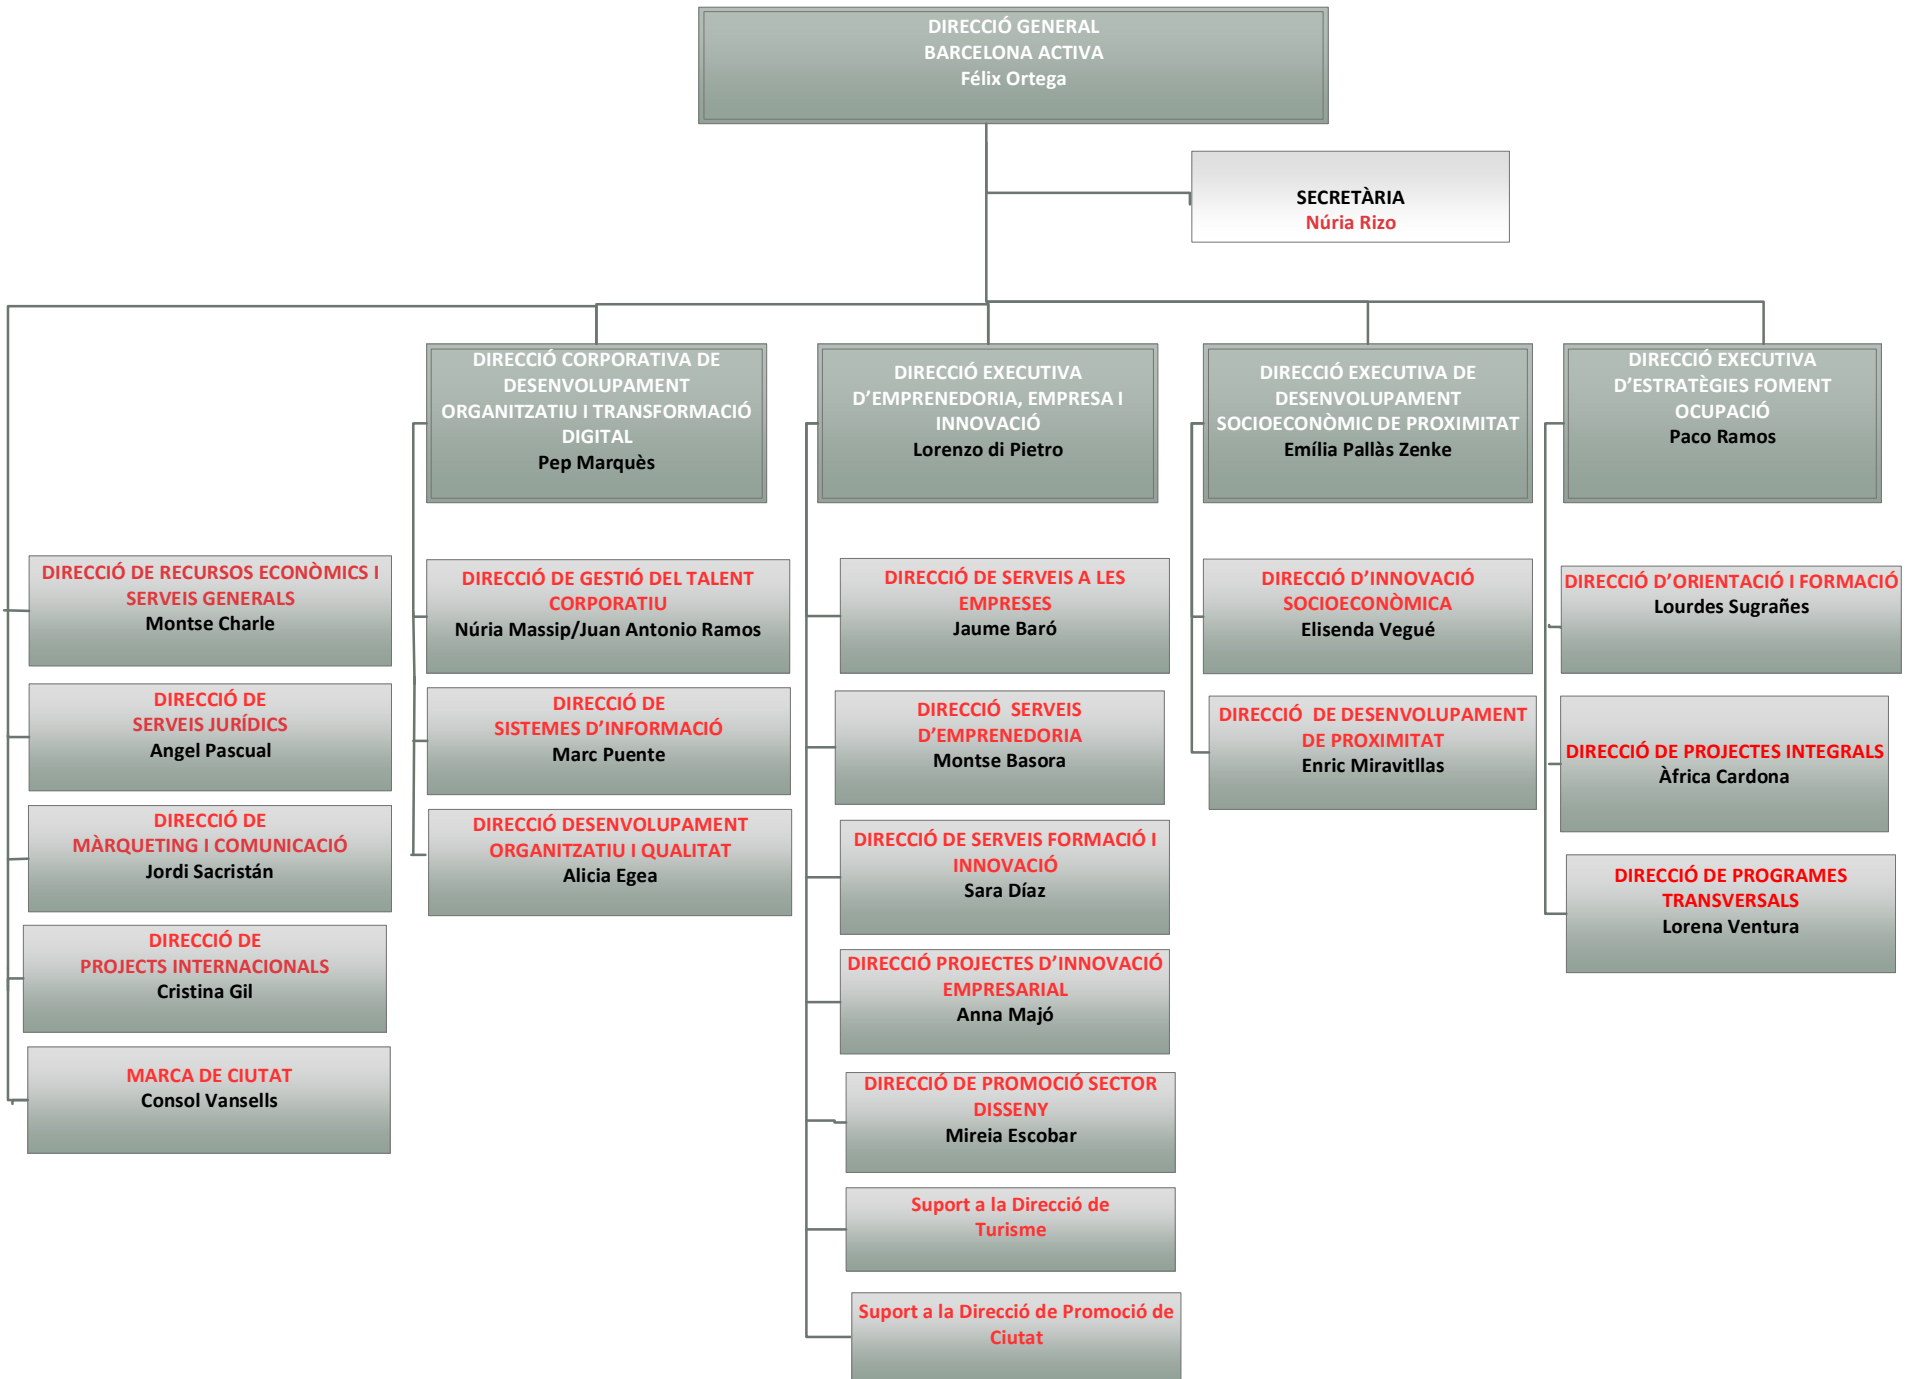 DIRECCIÓ GENERAL
BARCELONA ACTIVA
Félix Ortega
SECRETÀRIA
Núria Rizo
DIRECCIÓ CORPORATIVA DE
DESENVOLUPAMENT
ORGANITZATIU I TRANSFORMACIÓ
DIGITAL
Pep Marquès
DIRECCIÓ EXECUTIVA
D’EMPRENEDORIA, EMPRESA I
INNOVACIÓ
Lorenzo di Pietro
DIRECCIÓ EXECUTIVA DE
DESENVOLUPAMENT
SOCIOECONÒMIC DE PROXIMITAT
Emília Pallàs Zenke
DIRECCIÓ EXECUTIVA
D’ESTRATÈGIES FOMENT
OCUPACIÓ
Paco Ramos
DIRECCIÓ DE RECURSOS ECONÒMICS I
SERVEIS GENERALS
Montse Charle
DIRECCIÓ DE
SERVEIS JURÍDICS
Angel Pascual
DIRECCIÓ DE
MÀRQUETING I COMUNICACIÓ
Jordi Sacristán
DIRECCIÓ DE
PROJECTS INTERNACIONALS
Cristina Gil
MARCA DE CIUTAT
Consol Vansells
DIRECCIÓ DE GESTIÓ DEL TALENT
CORPORATIU
Núria Massip/Juan Antonio Ramos
DIRECCIÓ DE
SISTEMES D’INFORMACIÓ
Marc Puente
DIRECCIÓ DESENVOLUPAMENT
ORGANITZATIU I QUALITAT
Alicia Egea
DIRECCIÓ DE SERVEIS A LES
EMPRESES
Jaume Baró
DIRECCIÓ SERVEIS
D’EMPRENEDORIA
Montse Basora
DIRECCIÓ DE SERVEIS FORMACIÓ I
INNOVACIÓ
Sara Díaz
DIRECCIÓ PROJECTES D’INNOVACIÓ
EMPRESARIAL
Anna Majó
DIRECCIÓ DE PROMOCIÓ SECTOR
DISSENY
Mireia Escobar
Suport a la Direcció de
Turisme
Suport a la Direcció de Promoció de
Ciutat
DIRECCIÓ D’INNOVACIÓ
SOCIOECONÒMICA
Elisenda Vegué
DIRECCIÓ DE DESENVOLUPAMENT
DE PROXIMITAT
Enric Miravitllas
DIRECCIÓ D’ORIENTACIÓ I FORMACIÓ
Lourdes Sugrañes
DIRECCIÓ DE PROJECTES INTEGRALS
Àfrica Cardona
DIRECCIÓ DE PROGRAMES
TRANSVERSALS
Lorena Ventura